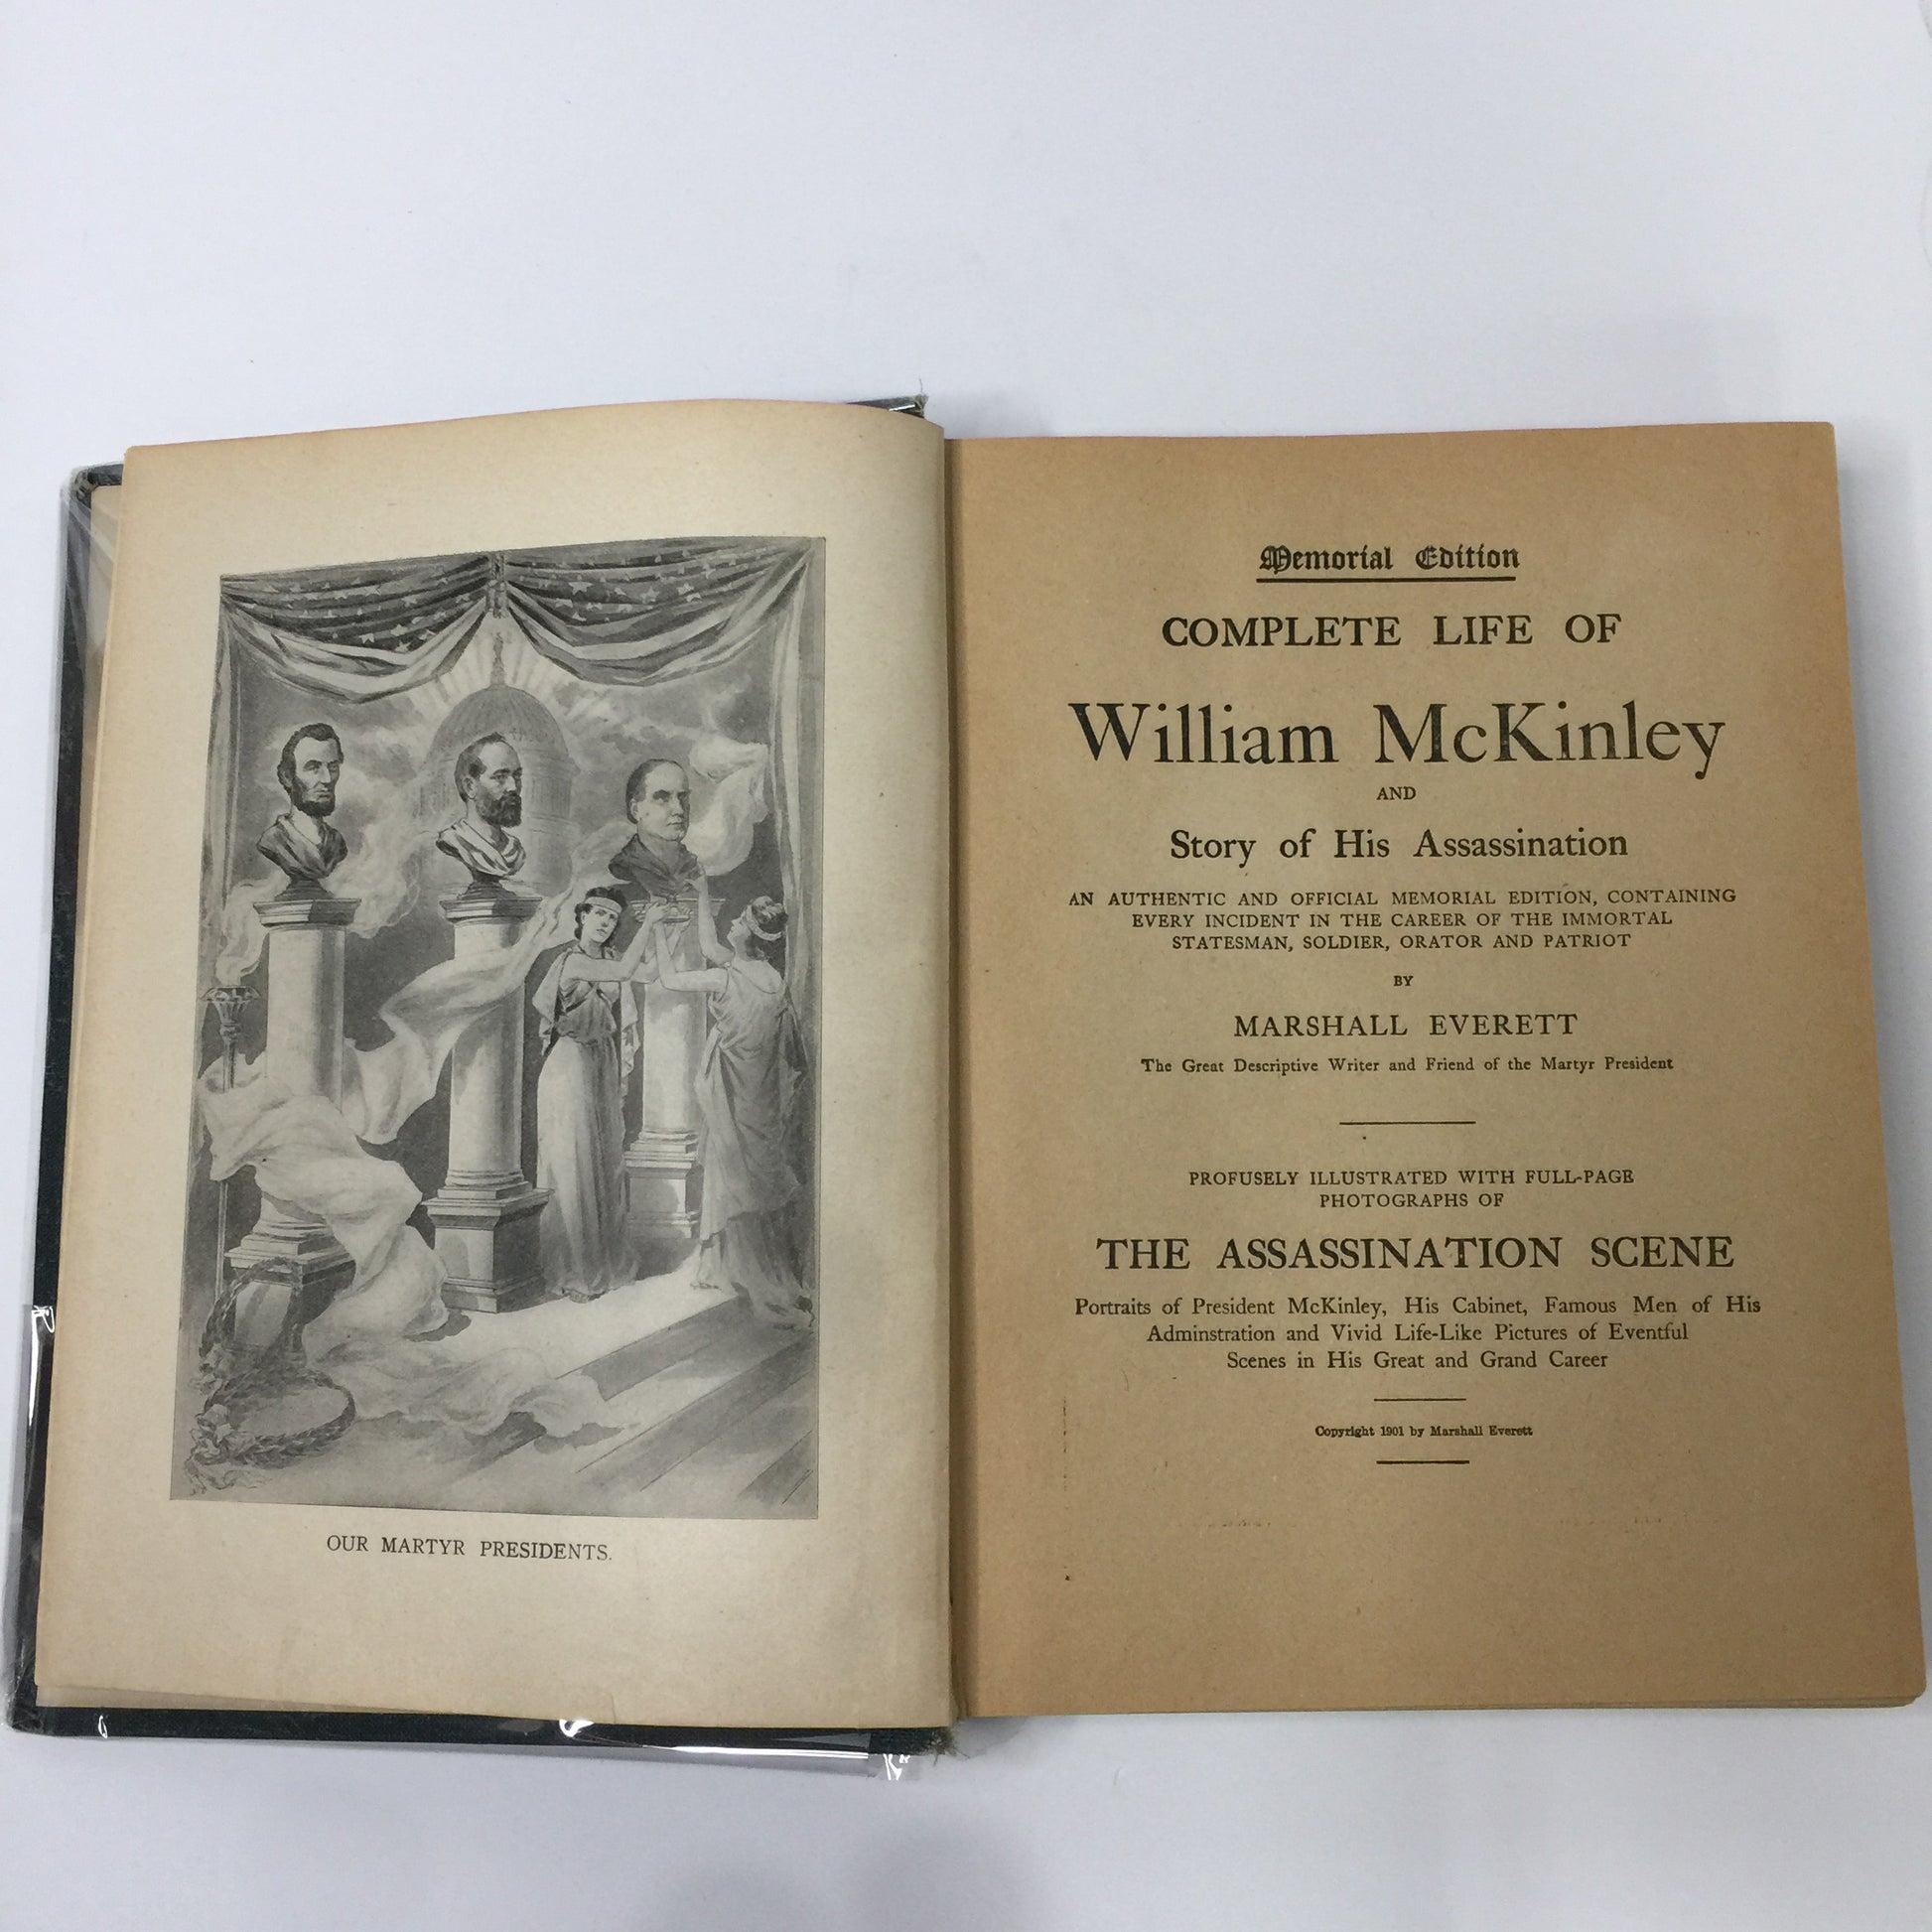 OUR MARTYR PRESIDENTS.
Memorial Edition
COMPLETE LIFE OF
William McKinley
AND
Story of His Assassination
AN AUTHENTIC AND OFFICIAL MEMORIAL EDITION, CONTAINING
EVERY INCIDENT IN THE CAREER OF THE IMMORTAL
STATESMAN, SOLDIER, ORATOR AND PATRIOT
BY
MARSHALL EVERETT
The Great Descriptive Writer and Friend of the Martyr President
PROFUSELY ILLUSTRATED WITH FULL-PAGE
PHOTOGRAPHS OF
THE ASSASSINATION SCENE
Portraits of President McKinley, His Cabinet, Famous Men of His
Adminstration and Vivid Life-Like Pictures of Eventful
Scenes in His Great and Grand Career
Copyright 1901 by Marshall Everett